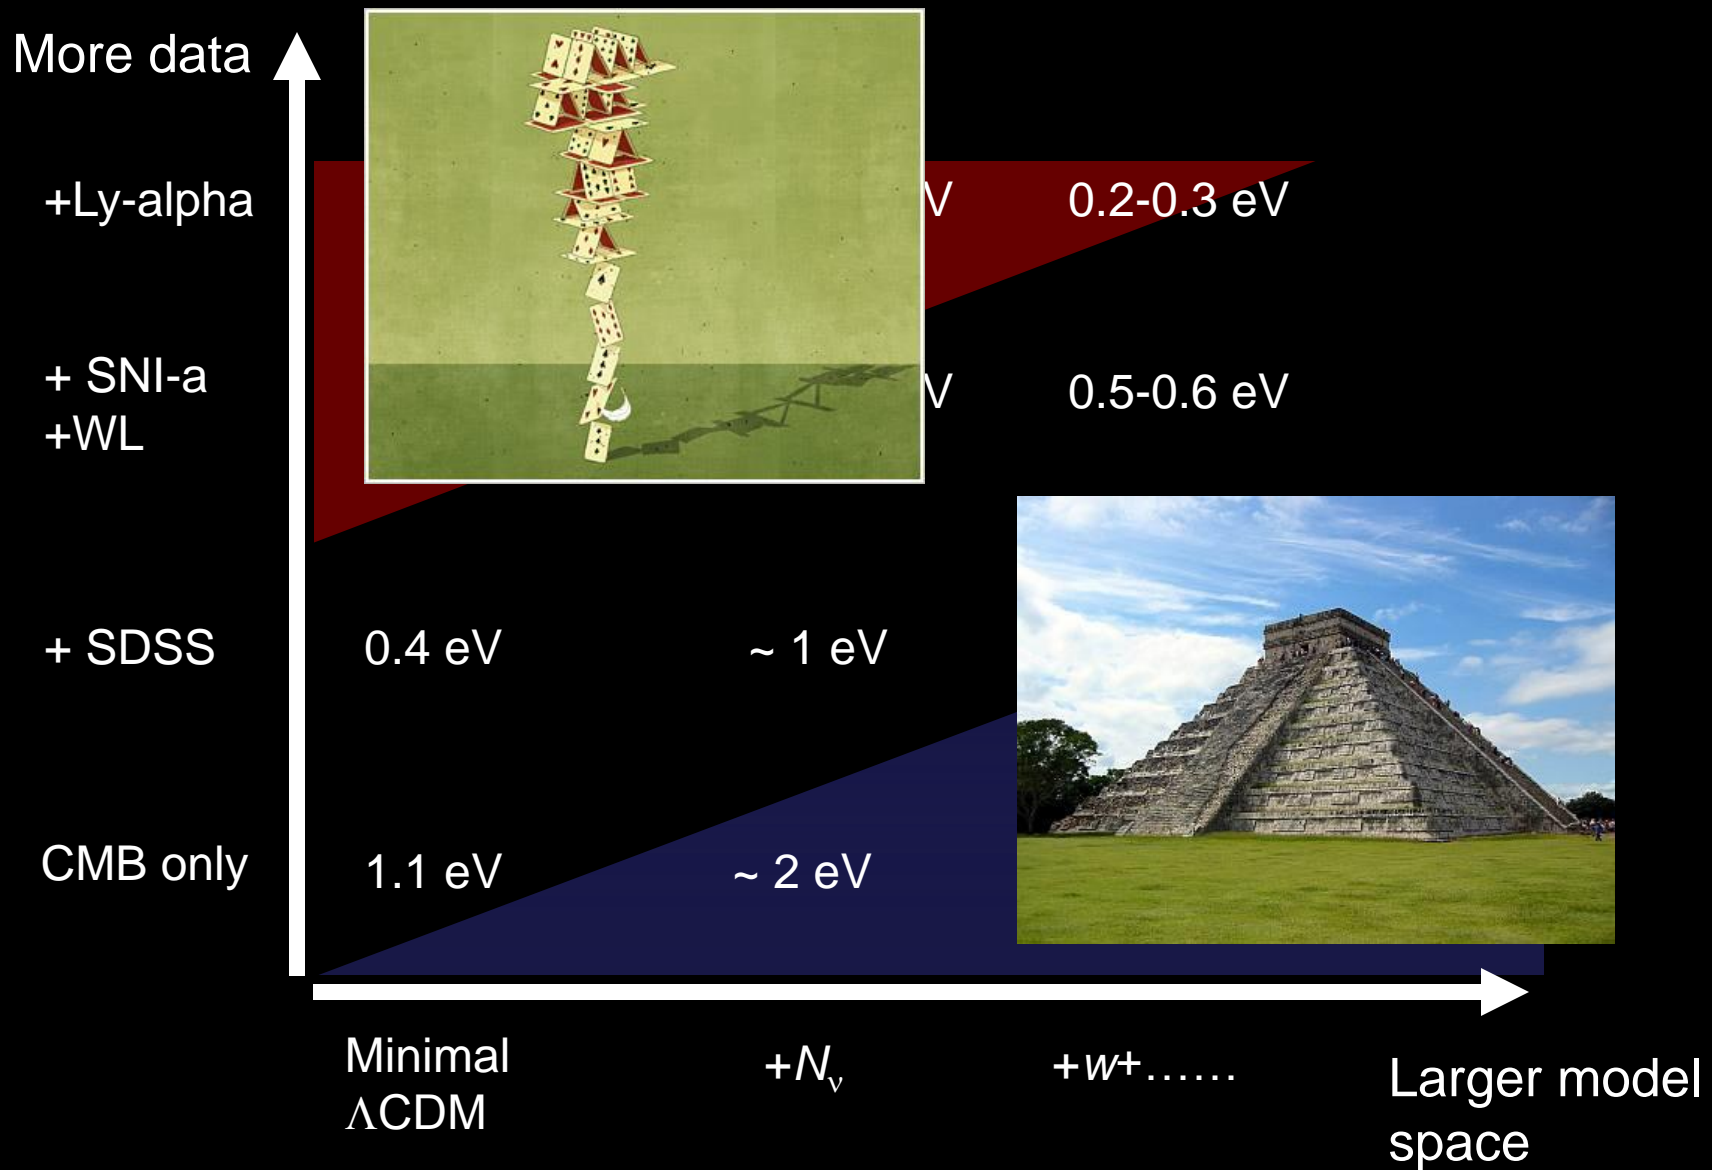 More data
+Ly-alpha
V
0.2-0.3 eV
+ SNI-a
+WL
V
0.5-0.6 eV
+ SDSS
0.4 eV
~ 1 eV
CMB only
1.1 eV
~ 2 eV
Minimal
ΛCDM
+Nν
+w+……
Larger model
space